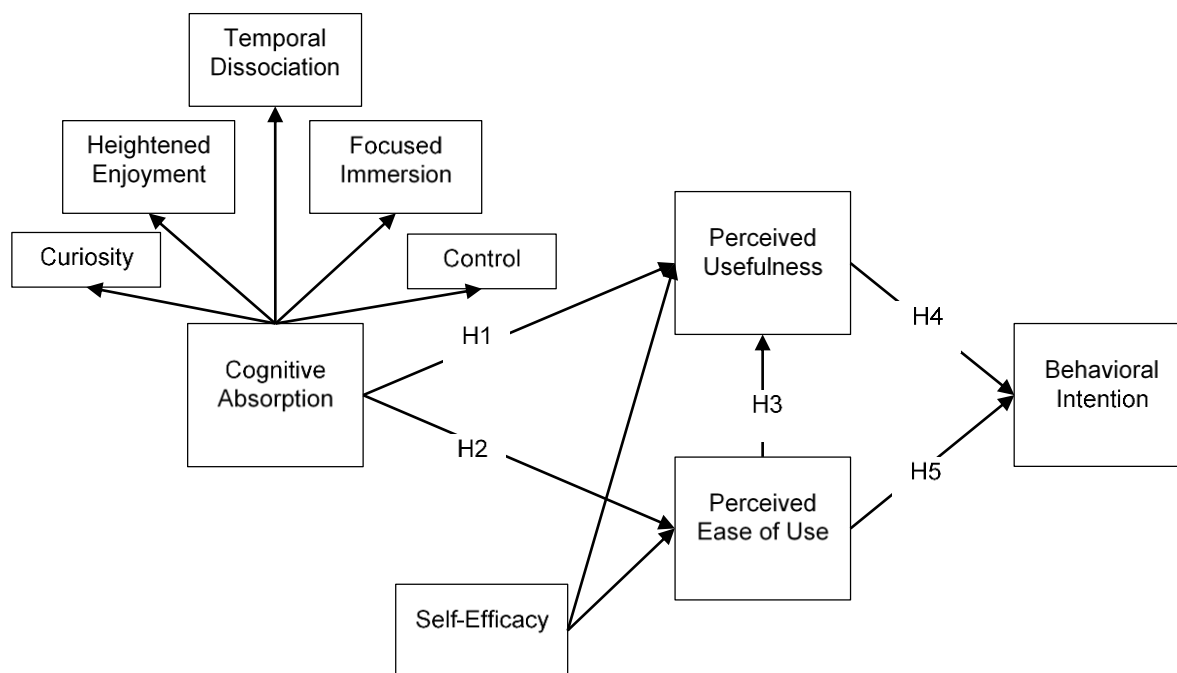 Temporal
Dissociation
Heightened
Enjoyment
Focused
Immersion
Curiosity
Control
Perceived
Usefulness
H1
H4
Cognitive
Absorption
Behavioral
Intention
H3
H2
H5
Perceived
Ease of Use
Self-Efficacy